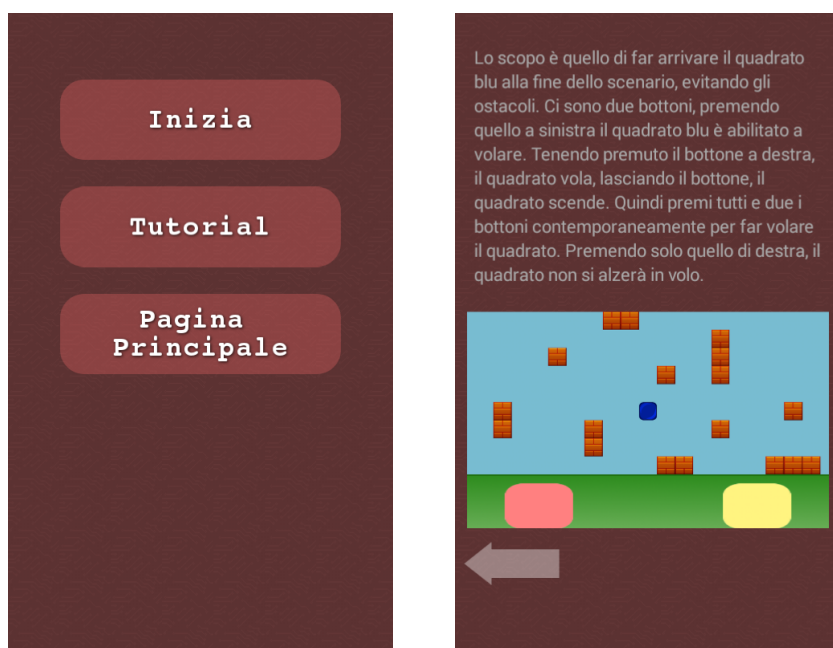 Inizia
Tutorial
Pagina
Principale
Lo scopo è quello di far arrivare il quadrato
blu alla fine dello scenario, evitando gli
ostacoli. Ci sono due bottoni, premendo
quello a sinistra il quadrato blu è abilitato a
volare. Tenendo premuto il bottone a destra,
il quadrato vola, lasciando il bottone, il
quadrato scende. Quindi premi tutti e due i
bottoni contemporaneamente per far volare
il quadrato. Premendo solo quello di destra, il
quadrato non si alzerà in volo.